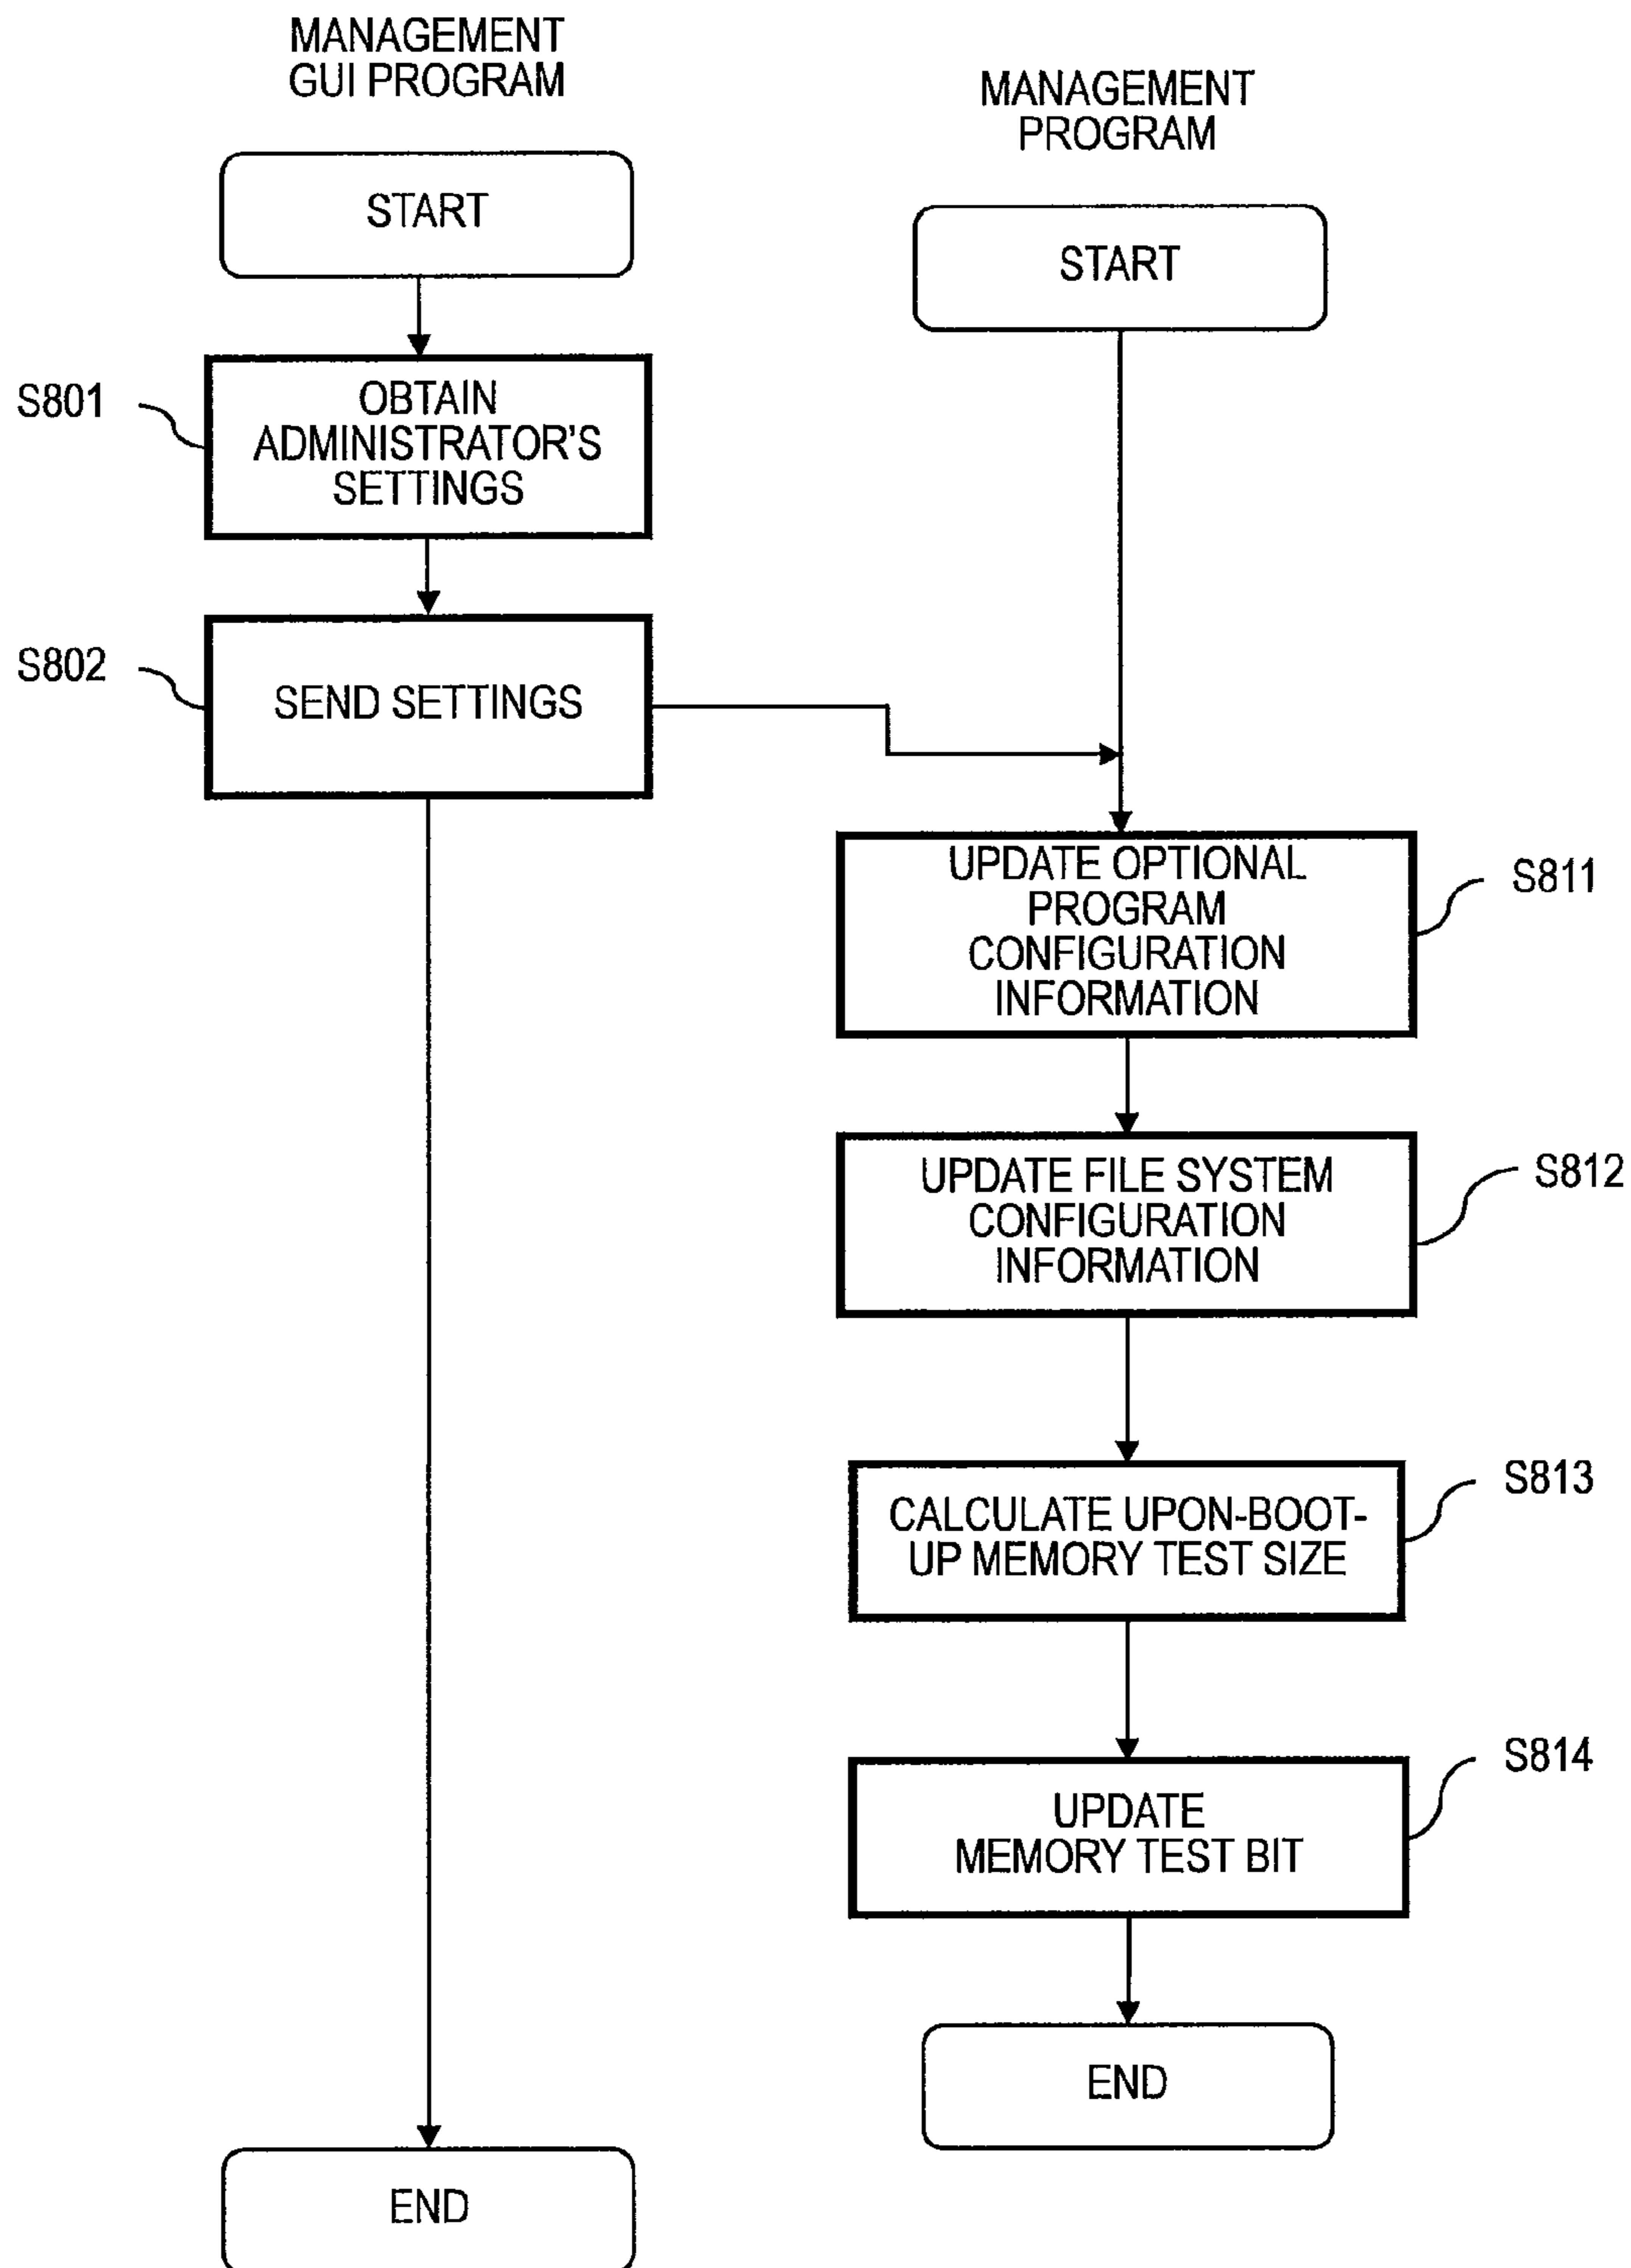 MANAGEMENT
GUI PROGRAM
START
S801
OBTAIN
ADMINISTRATOR'S
SETTINGS
S802
SEND SETTINGS
END
MANAGEMENT
PROGRAM
START
UPDATE OPTIONAL
PROGRAM
CONFIGURATION
INFORMATION
S811
UPDATE FILE SYSTEM
CONFIGURATION
INFORMATION
S812
CALCULATE UPON-BOOT-
UP MEMORY TEST SIZE
S813
UPDATE
MEMORY TEST BIT
S814
END